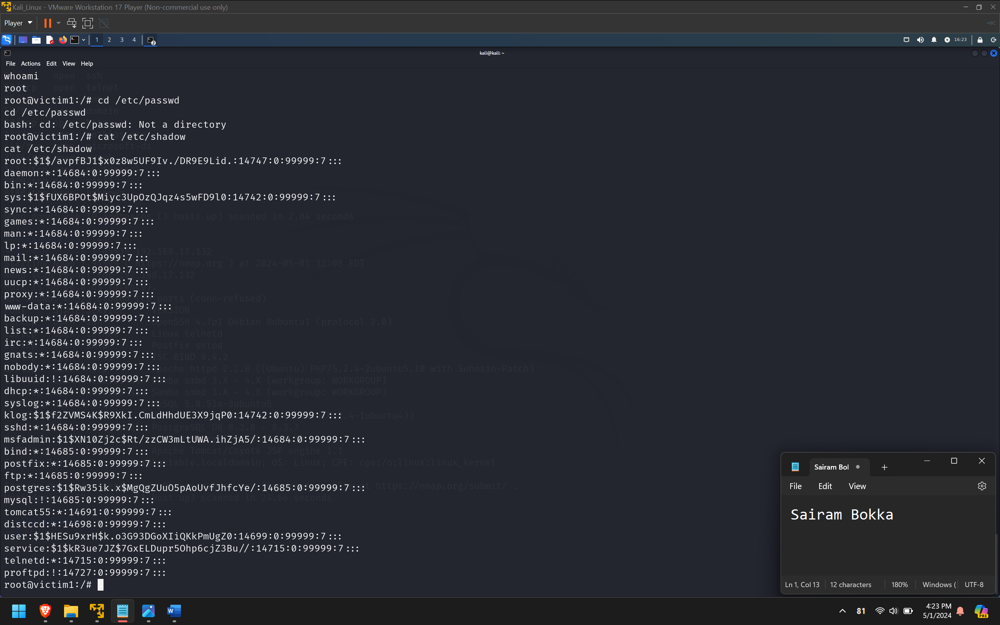 Kali_Linux - VMware Workstation 17 Player (Non-commercial use only)
Player
1 2 3 4
2
16:23
kali@kali: ~
File Actions Edit View Help
whoami
root
root@victim1:/# cd /etc/passwd
cd /etc/passwd
bash: cd: /etc/passwd: Not a directory
root@victim1:/# cat /etc/shadow
cat /etc/shadow
root:$1$/avpfBJ1$x0z8w5UF9Iv./DR9E9Lid.:14747:0:99999:7:::
daemon:*:14684:0:99999:7:::
bin:*:14684:0:99999:7:::
sys:$1$fUX6BPOt$Miyc3UpOzQJqz4s5wFD9l0:14742:0:99999:7:::
sync:*:14684:0:99999:7:::
games:*:14684:0:99999:7:::
man:*:14684:0:99999:7:::
lp:*:14684:0:99999:7:::
mail:*:14684:0:99999:7:::
news:*:14684:0:99999:7:::
uucp:*:14684:0:99999:7:::
proxy:*:14684:0:99999:7:::
www-data:*:14684:0:99999:7:::
backup:*:14684:0:99999:7:::
list:*:14684:0:99999:7:::
irc:*:14684:0:99999:7:::
gnats:*:14684:0:99999:7:::
nobody:*:14684:0:99999:7:::
libuuid:!:14684:0:99999:7:::
dhcp:*:14684:0:99999:7:::
syslog:*:14684:0:99999:7:::
klog:$1$f2ZVMS4K$R9XkI.CmLdHhdUE3X9jqP0:14742:0:99999:7:::
sshd:*:14684:0:99999:7:::
msfadmin:$1$XN10Zj2c$Rt/zzCW3mLtUWA.ihZjA5/:14684:0:99999:7:::
bind:*:14685:0:99999:7:::
postfix:*:14685:0:99999:7:::
ftp:*:14685:0:99999:7:::
postgres:$1$Rw35ik.x$MgQgZUuO5pAoUvfJhfcYe/:14685:0:99999:7:::
mysql:!:14685:0:99999:7:::
tomcat55:*:14691:0:99999:7:::
distccd:*:14698:0:99999:7:::
user:$1$HESu9xrH$k.o3G93DGoXIiQKkPmUgZ0:14699:0:99999:7:::
service:$1$kR3ue7JZ$7GxELDupr5Ohp6cjZ3Bu//:14715:0:99999:7:::
telnetd:*:14715:0:99999:7:::
proftpd:!:14727:0:99999:7:::
root@victim1:/#
Sairam Bol
File Edit View
Sairam Bokka
Ln 1, Col 13 12 characters 180% Windows ( UTF-8
81
4:23 PM
5/1/2024
PRE